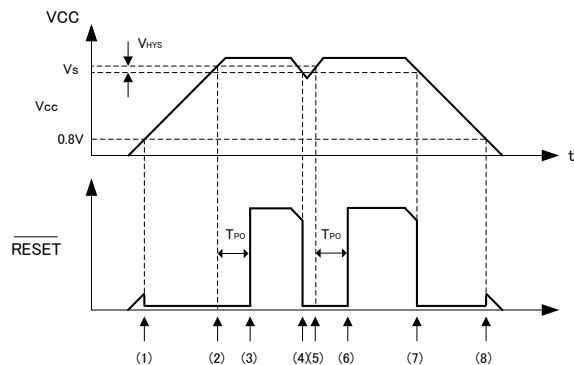 VCC
VHYS
Vs
Vcc
0.8V
t
TPO
TPO
RESET
(1)
(2)
(3)
(4)(5)
(6)
(7)
(8)